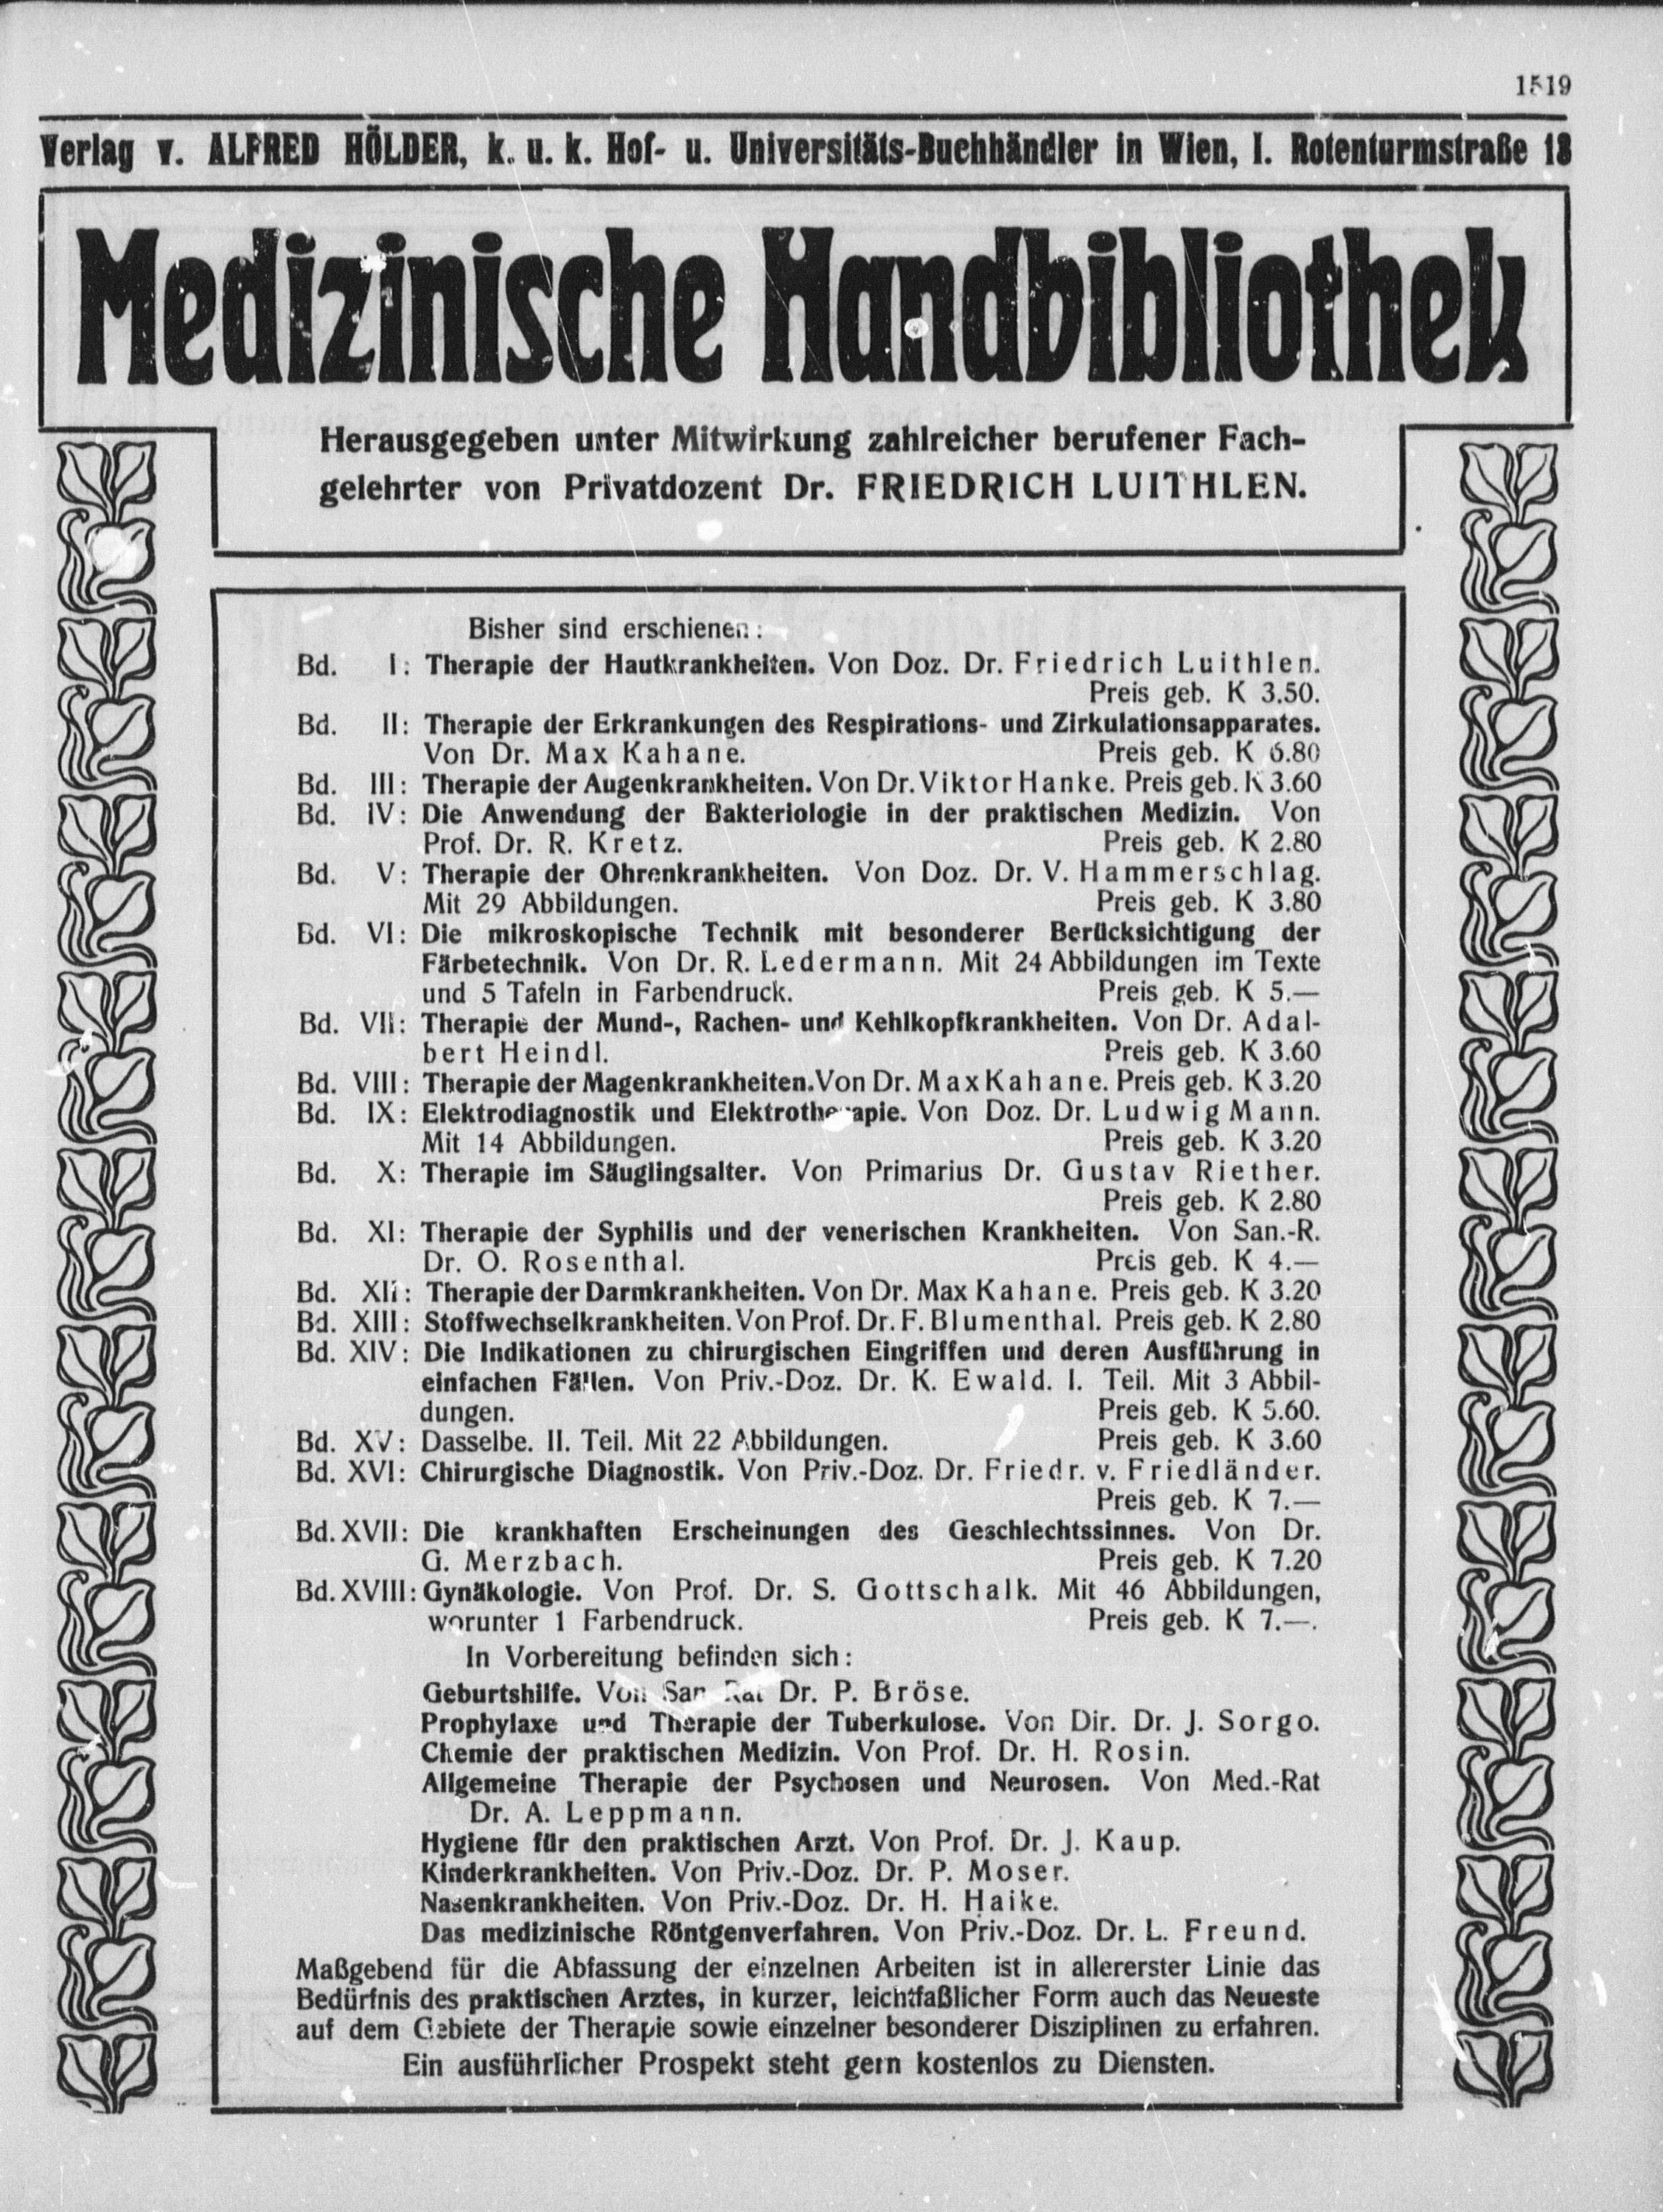 1519
Verlag v. ALFRED HÖLDER, k. u. k. Hof- u. Universitäts-Buchhändler in Wien, I. Rotenturmstraße 13
Medizinische Handbibliothek
Herausgegeben unter Mitwirkung zahlreicher berufener Fach-
gelehrter von Privatdozent Dr. FRIEDRICH LUITHLEN.
Bisher sind erschienen:
Bd. I: Therapie der Hautkrankheiten. Von Doz. Dr. Friedrich Luithlen.
Preis geb. K 3.50.
Bd. II: Therapie der Erkrankungen des Respirations- und Zirkulationsapparates.
Von Dr. Max Kahane. Preis geb. K 6.80
Bd. III: Therapie der Augenkrankheiten. Von Dr. Viktor Hanke. Preis geb. K 3.60
Bd. IV: Die Anwendung der Bakteriologie in der praktischen Medizin. Von
Prof. Dr. R. Kretz. Preis geb. K 2.80
Bd. V: Therapie der Ohrenkrankheiten. Von Doz. Dr. V. Hammerschlag.
Mit 29 Abbildungen. Preis geb. K 3.80
Bd. VI: Die mikroskopische Technik mit besonderer Berücksichtigung der
Färbetechnik. Von Dr. R. Ledermann. Mit 24 Abbildungen im Texte
und 5 Tafeln in Farbendruck. Preis geb. K 5.—
Bd. VII: Therapie der Mund-, Rachen- und Kehlkopfkrankheiten. Von Dr. Adal-
bert Heindl. Preis geb. K 3.60
Bd. VIII: Therapie der Magenkrankheiten. Von Dr. Max Kahane. Preis geb. K 3.20
Bd. IX: Elektrodiagnostik und Elektrotherapie. Von Doz. Dr. Ludwig Mann.
Mit 14 Abbildungen. Preis geb. K 3.20
Bd. X: Therapie im Säuglingsalter. Von Primarius Dr. Gustav Riether.
Preis geb. K 2.80
Bd. XI: Therapie der Syphilis und der venerischen Krankheiten. Von San.-R.
Dr. O. Rosenthal. Preis geb. K 4.—
Bd. XII: Therapie der Darmkrankheiten. Von Dr. Max Kahane. Preis geb. K 3.20
Bd. XIII: Stoffwechselkrankheiten. Von Prof. Dr. F. Blumenthal. Preis geb. K 2.80
Bd. XIV: Die Indikationen zu chirurgischen Eingriffen und deren Ausführung in
einfachen Fällen. Von Priv.-Doz. Dr. K. Ewald. I. Teil. Mit 3 Abbil-
dungen. Preis geb. K 5.60.
Bd. XV: Dasselbe. II. Teil. Mit 22 Abbildungen. Preis geb. K 3.60
Bd. XVI: Chirurgische Diagnostik. Von Priv.-Doz. Dr. Friedr. v. Friedländer.
Preis geb. K 7.—
Bd. XVII: Die krankhaften Erscheinungen des Geschlechtssinnes. Von Dr.
G. Merzbach. Preis geb. K 7.20
Bd. XVIII: Gynäkologie. Von Prof. Dr. S. Gottschalk. Mit 46 Abbildungen,
worunter 1 Farbendruck. Preis geb. K 7.—.
In Vorbereitung befinden sich:
Geburtshilfe. Von San.-Rat Dr. P. Bröse.
Prophylaxe und Therapie der Tuberkulose. Von Dir. Dr. J. Sorgo.
Chemie der praktischen Medizin. Von Prof. Dr. H. Rosin.
Allgemeine Therapie der Psychosen und Neurosen. Von Med.-Rat
Dr. A. Leppmann.
Hygiene für den praktischen Arzt. Von Prof. Dr. J. Kaup.
Kinderkrankheiten. Von Priv.-Doz. Dr. P. Moser.
Nasenkrankheiten. Von Priv.-Doz. Dr. H. Haike.
Das medizinische Röntgenverfahren. Von Priv.-Doz. Dr. L. Freund.
Maßgebend für die Abfassung der einzelnen Arbeiten ist in allererster Linie das
Bedürfnis des praktischen Arztes, in kurzer, leichtfaßlicher Form auch das Neueste
auf dem Gebiete der Therapie sowie einzelner besonderer Disziplinen zu erfahren.
Ein ausführlicher Prospekt steht gern kostenlos zu Diensten.